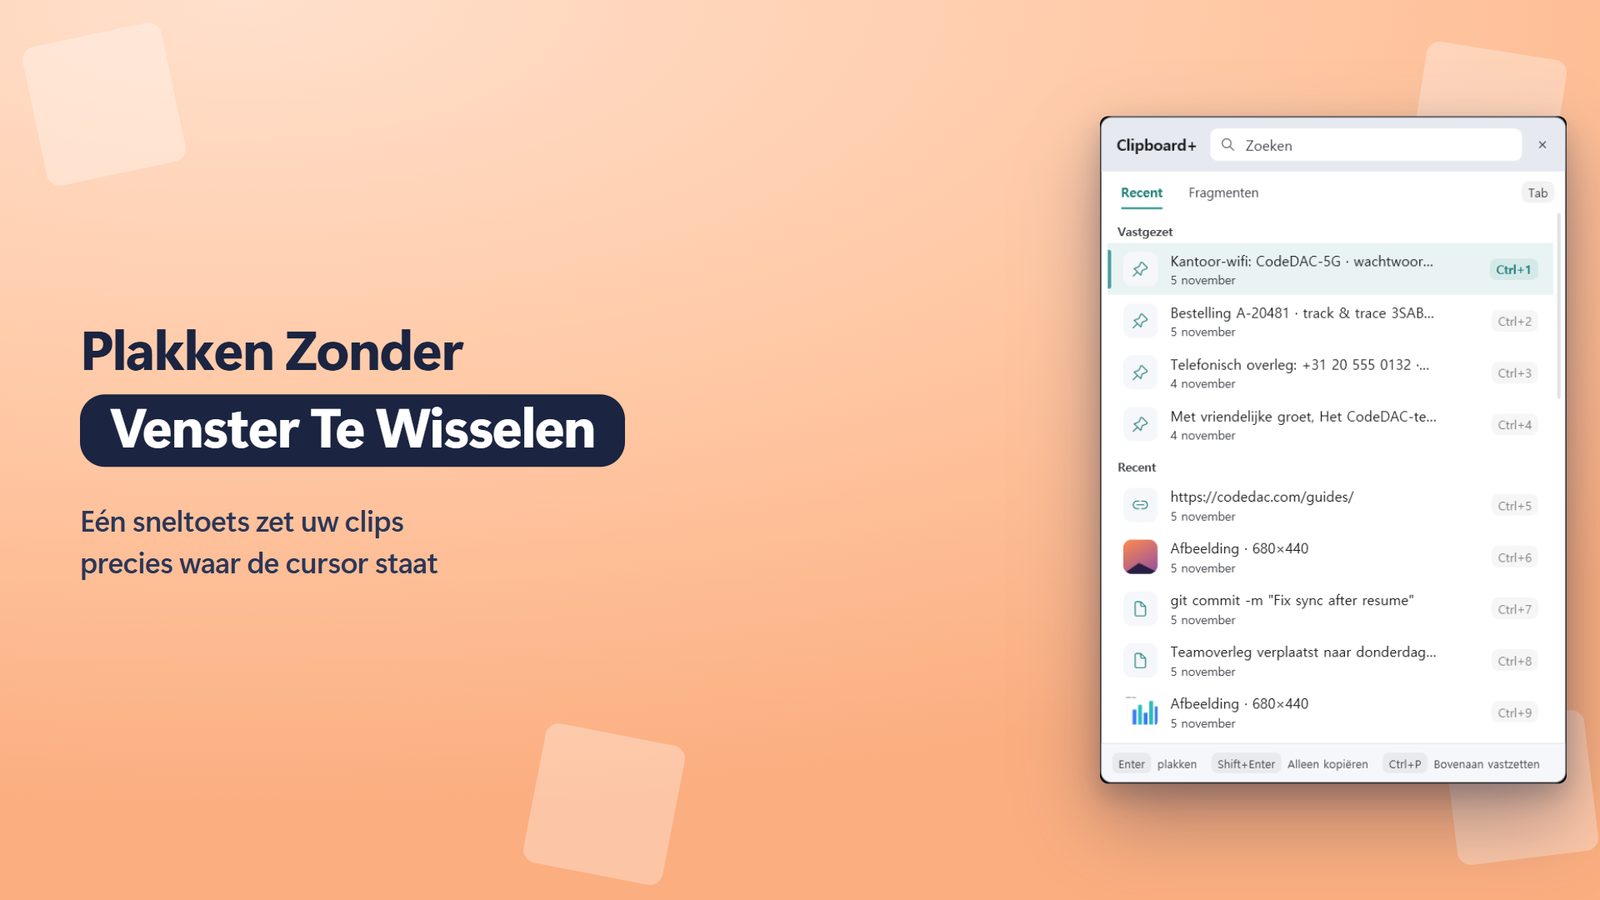 Plakken Zonder
Venster Te Wisselen
Eén sneltoets zet uw clips
precies waar de cursor staat
Clipboard+
Zoeken
×
Recent
Fragmenten
Tab
Vastgezet
Kantoor-wifi: CodeDAC-5G · wachtwoor...
5 november
Ctrl+1
Bestelling A-20481 · track & trace 3SAB...
5 november
Ctrl+2
Telefonisch overleg: +31 20 555 0132 ·...
4 november
Ctrl+3
Met vriendelijke groet, Het CodeDAC-te...
4 november
Ctrl+4
Recent
https://codedac.com/guides/
5 november
Ctrl+5
Afbeelding · 680×440
5 november
Ctrl+6
git commit -m "Fix sync after resume"
5 november
Ctrl+7
Teamoverleg verplaatst naar donderdag...
5 november
Ctrl+8
Afbeelding · 680×440
5 november
Ctrl+9
Enter plakken Shift+Enter Alleen kopiëren Ctrl+P Bovenaan vastzetten